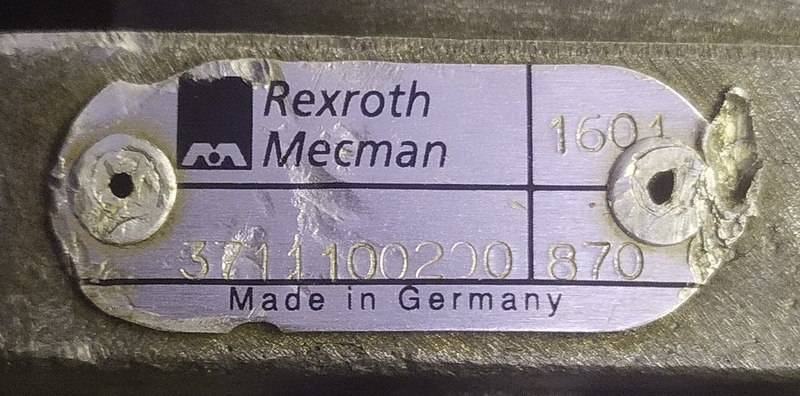 Rexroth
Mecman
1601
3711100200 870
Made in Germany